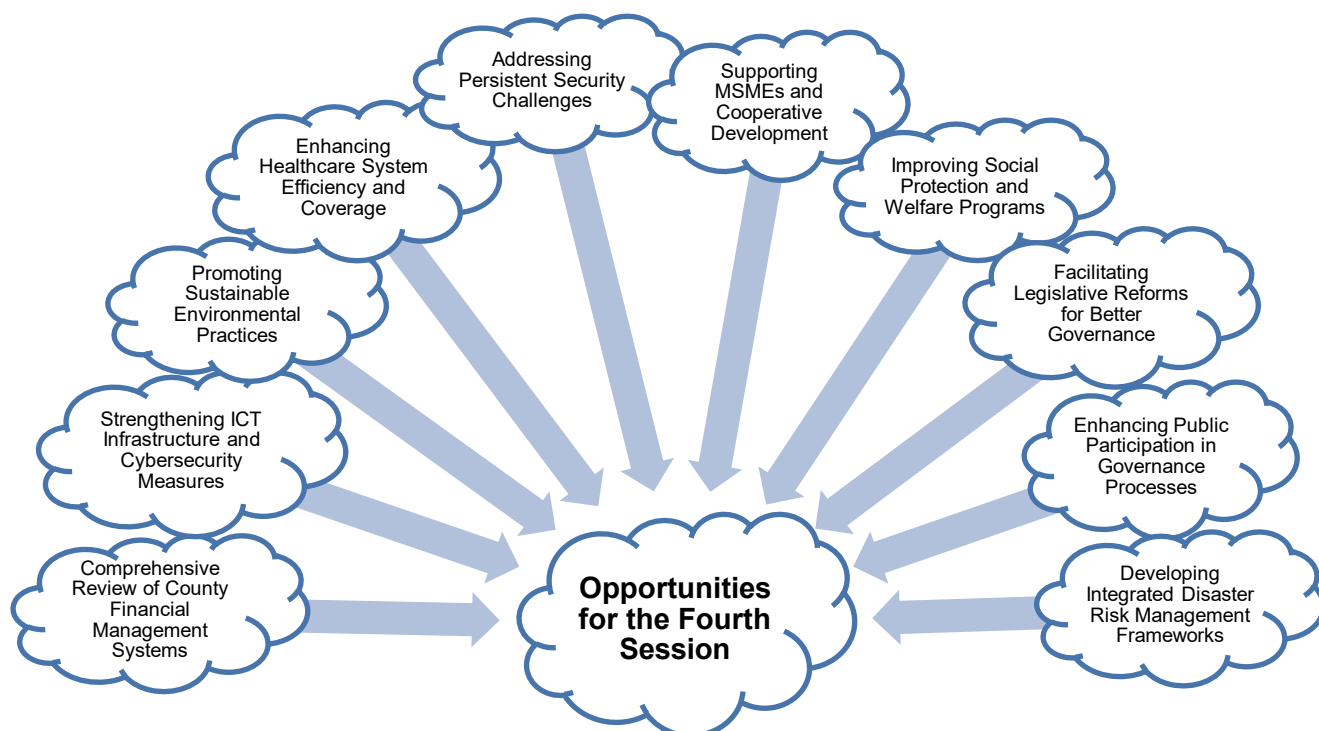 Addressing
Persistent Security
Challenges
Supporting
MSMEs and
Cooperative
Development
Enhancing
Healthcare System
Efficiency and
Coverage
Improving Social
Protection and
Welfare Programs
Promoting
Sustainable
Environmental
Practices
Facilitating
Legislative Reforms
for Better
Governance
Strengthening ICT
Infrastructure and
Cybersecurity
Measures
Enhancing Public
Participation in
Governance
Processes
Comprehensive
Review of County
Financial
Management
Systems
Developing
Integrated Disaster
Risk Management
Frameworks
Opportunities
for the Fourth
Session